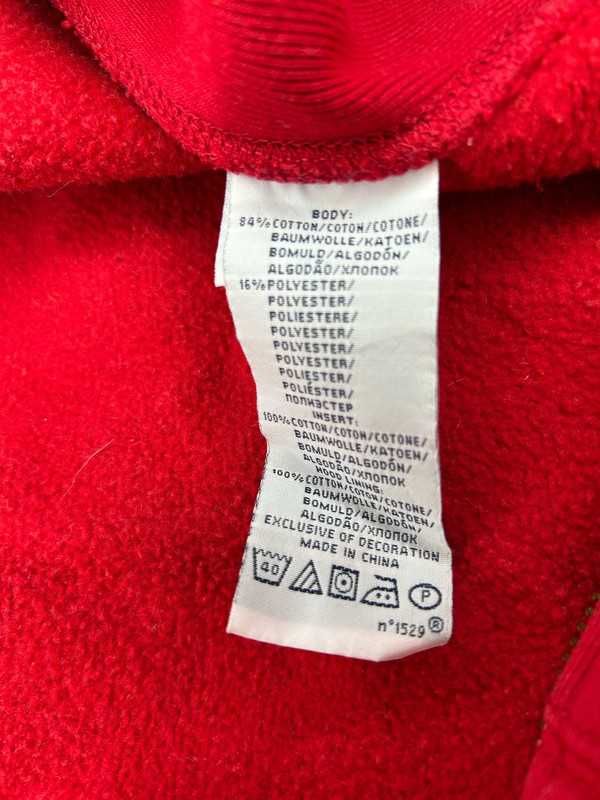 BODY:
84% COTTON/COTON/COTONE/
BAUMWOLLE/KATOEN/
BOMULD/ALGODÓN/
ALGODÃO/ХЛОПОК
16% POLYESTER/
POLYESTER/
POLIESTERE/
POLYESTER/
POLYESTER/
POLYESTER/
POLIÉSTER/
POLIÉSTER/
ПОЛИЭСТЕР
INSERT:
100% COTTON/COTON/COTONE/
BAUMWOLLE/KATOEN/
BOMULD/ALGODÓN/
ALGODÃO/ХЛОПОК
HOOD LINING:
100% COTTON/COTON/COTONE/
BAUMWOLLE/KATOEN/
BOMULD/ALGODÓN/
ALGODÃO/ХЛОПОК
EXCLUSIVE OF DECORATION
MADE IN CHINA
40 P
n°1529 ®